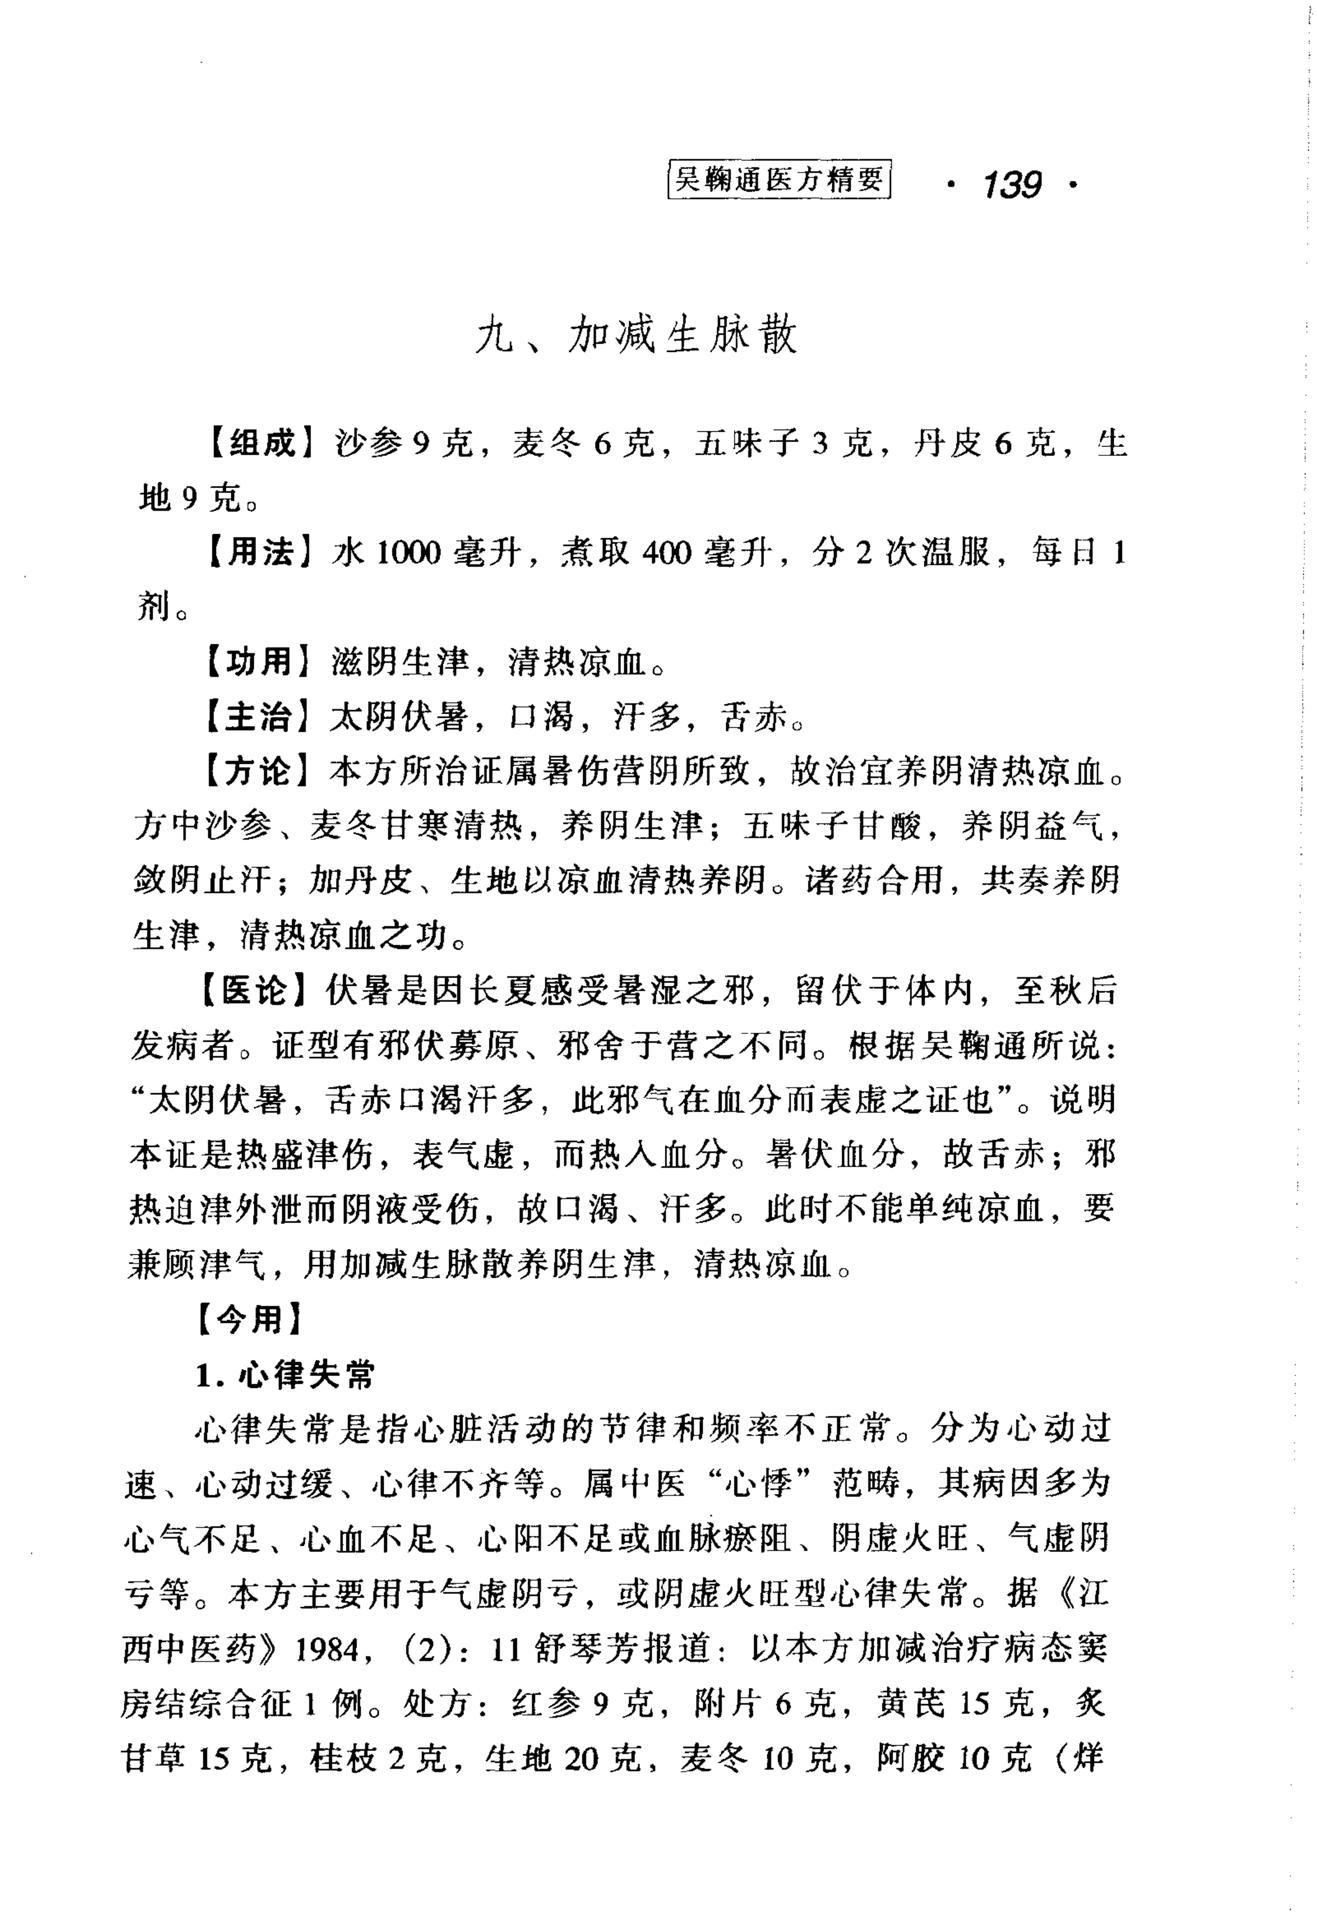 吴鞠通医方精要 · 139 ·
九、加减生脉散
【组成】沙参 9 克，麦冬 6 克，五味子 3 克，丹皮 6 克，生
地 9 克。
【用法】水 1000 毫升，煮取 400 毫升，分 2 次温服，每日 1
剂。
【功用】滋阴生津，清热凉血。
【主治】太阴伏暑，口渴，汗多，舌赤。
【方论】本方所治证属暑伤营阴所致，故治宜养阴清热凉血。
方中沙参、麦冬甘寒清热，养阴生津；五味子甘酸，养阴益气，
敛阴止汗；加丹皮、生地以凉血清热养阴。诸药合用，共奏养阴
生津，清热凉血之功。
【医论】伏暑是因长夏感受暑湿之邪，留伏于体内，至秋后
发病者。证型有邪伏募原、邪舍于营之不同。根据吴鞠通所说：
“太阴伏暑，舌赤口渴汗多，此邪气在血分而表虚之证也”。说明
本证是热盛津伤，表气虚，而热入血分。暑伏血分，故舌赤；邪
热迫津外泄而阴液受伤，故口渴、汗多。此时不能单纯凉血，要
兼顾津气，用加减生脉散养阴生津，清热凉血。
【今用】
1. 心律失常
心律失常是指心脏活动的节律和频率不正常。分为心动过
速、心动过缓、心律不齐等。属中医“心悸”范畴，其病因多为
心气不足、心血不足、心阳不足或血脉瘀阻、阴虚火旺、气虚阴
亏等。本方主要用于气虚阴亏，或阴虚火旺型心律失常。据《江
西中医药》1984，(2)：11 舒琴芳报道：以本方加减治疗病态窦
房结综合征 1 例。处方：红参 9 克，附片 6 克，黄芪 15 克，炙
甘草 15 克，桂枝 2 克，生地 20 克，麦冬 10 克，阿胶 10 克（烊